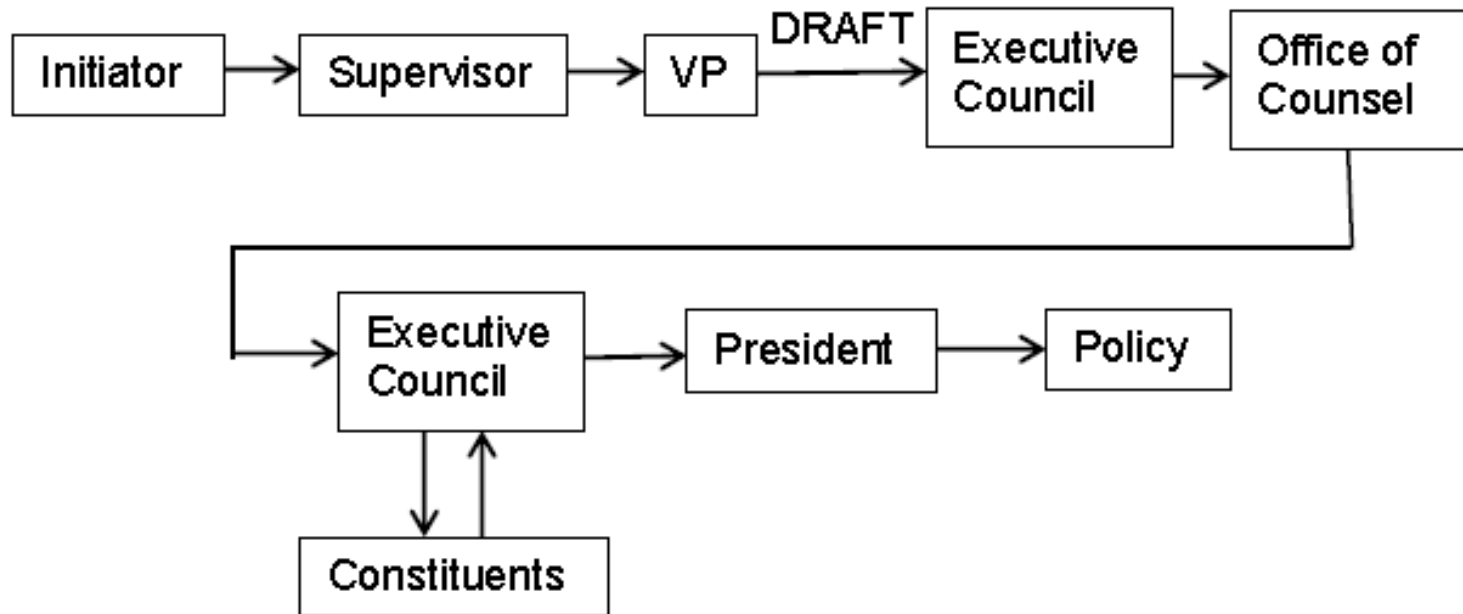 Initiator
Supervisor
VP
DRAFT
Executive
Council
Office of
Counsel
Executive
Council
President
Policy
Constituents